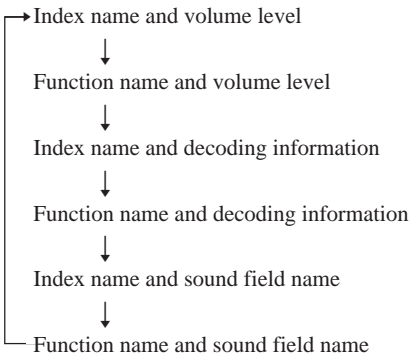 Index name and volume level
Function name and volume level
Index name and decoding information
Function name and decoding information
Index name and sound field name
Function name and sound field name